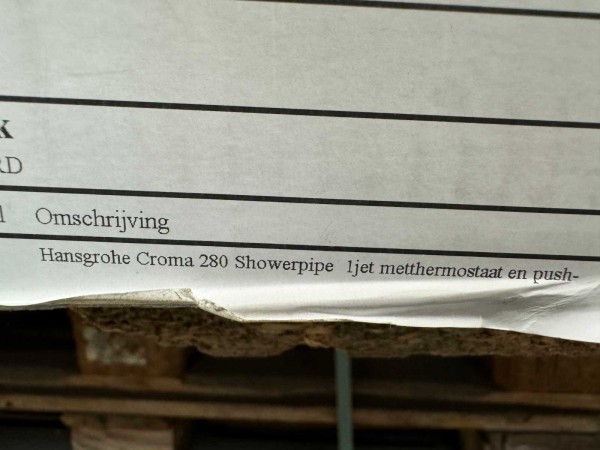 RD
Omschrijving
Hansgrohe Croma 280 Showerpipe 1jet metthermostaat en push-